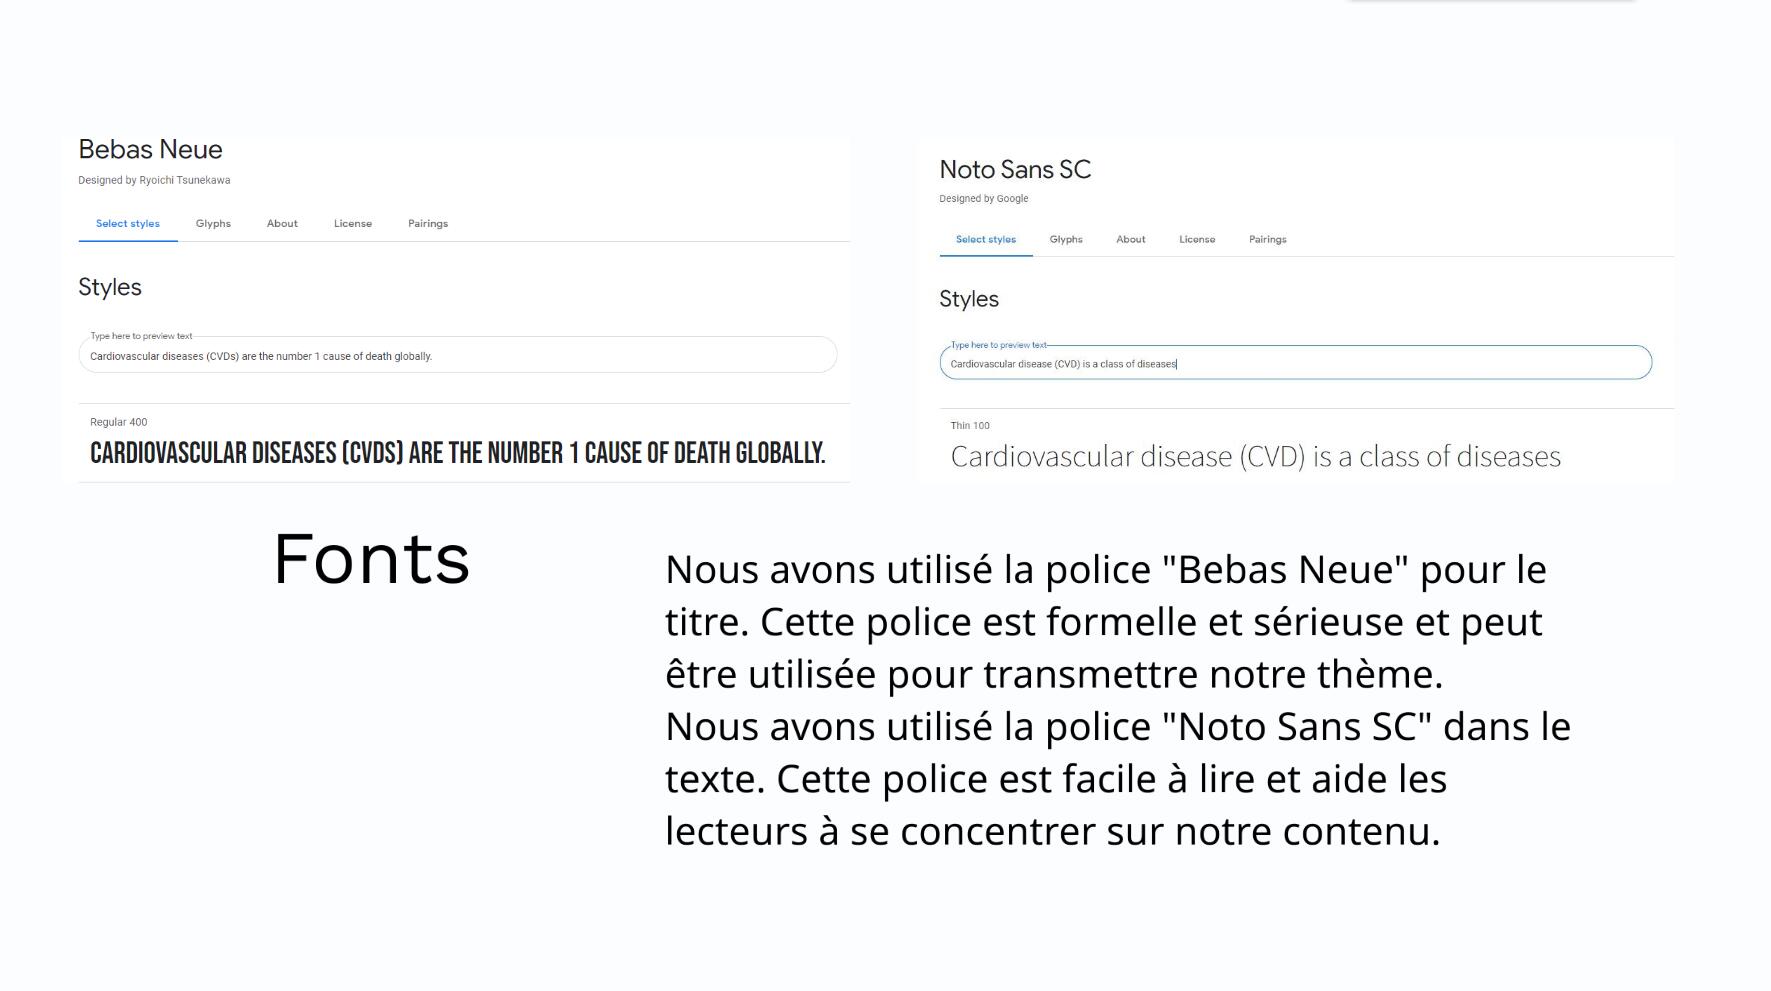 Bebas Neue
Designed by Ryoichi Tsunekawa
Select styles Glyphs About License Pairings
Styles
Type here to preview text
Cardiovascular diseases (CVDs) are the number 1 cause of death globally.
Regular 400
CARDIOVASCULAR DISEASES (CVDS) ARE THE NUMBER 1 CAUSE OF DEATH GLOBALLY.
Noto Sans SC
Designed by Google
Select styles Glyphs About License Pairings
Styles
Type here to preview text
Cardiovascular disease (CVD) is a class of diseases
Thin 100
Cardiovascular disease (CVD) is a class of diseases
Fonts
Nous avons utilisé la police "Bebas Neue" pour le
titre. Cette police est formelle et sérieuse et peut
être utilisée pour transmettre notre thème.
Nous avons utilisé la police "Noto Sans SC" dans le
texte. Cette police est facile à lire et aide les
lecteurs à se concentrer sur notre contenu.